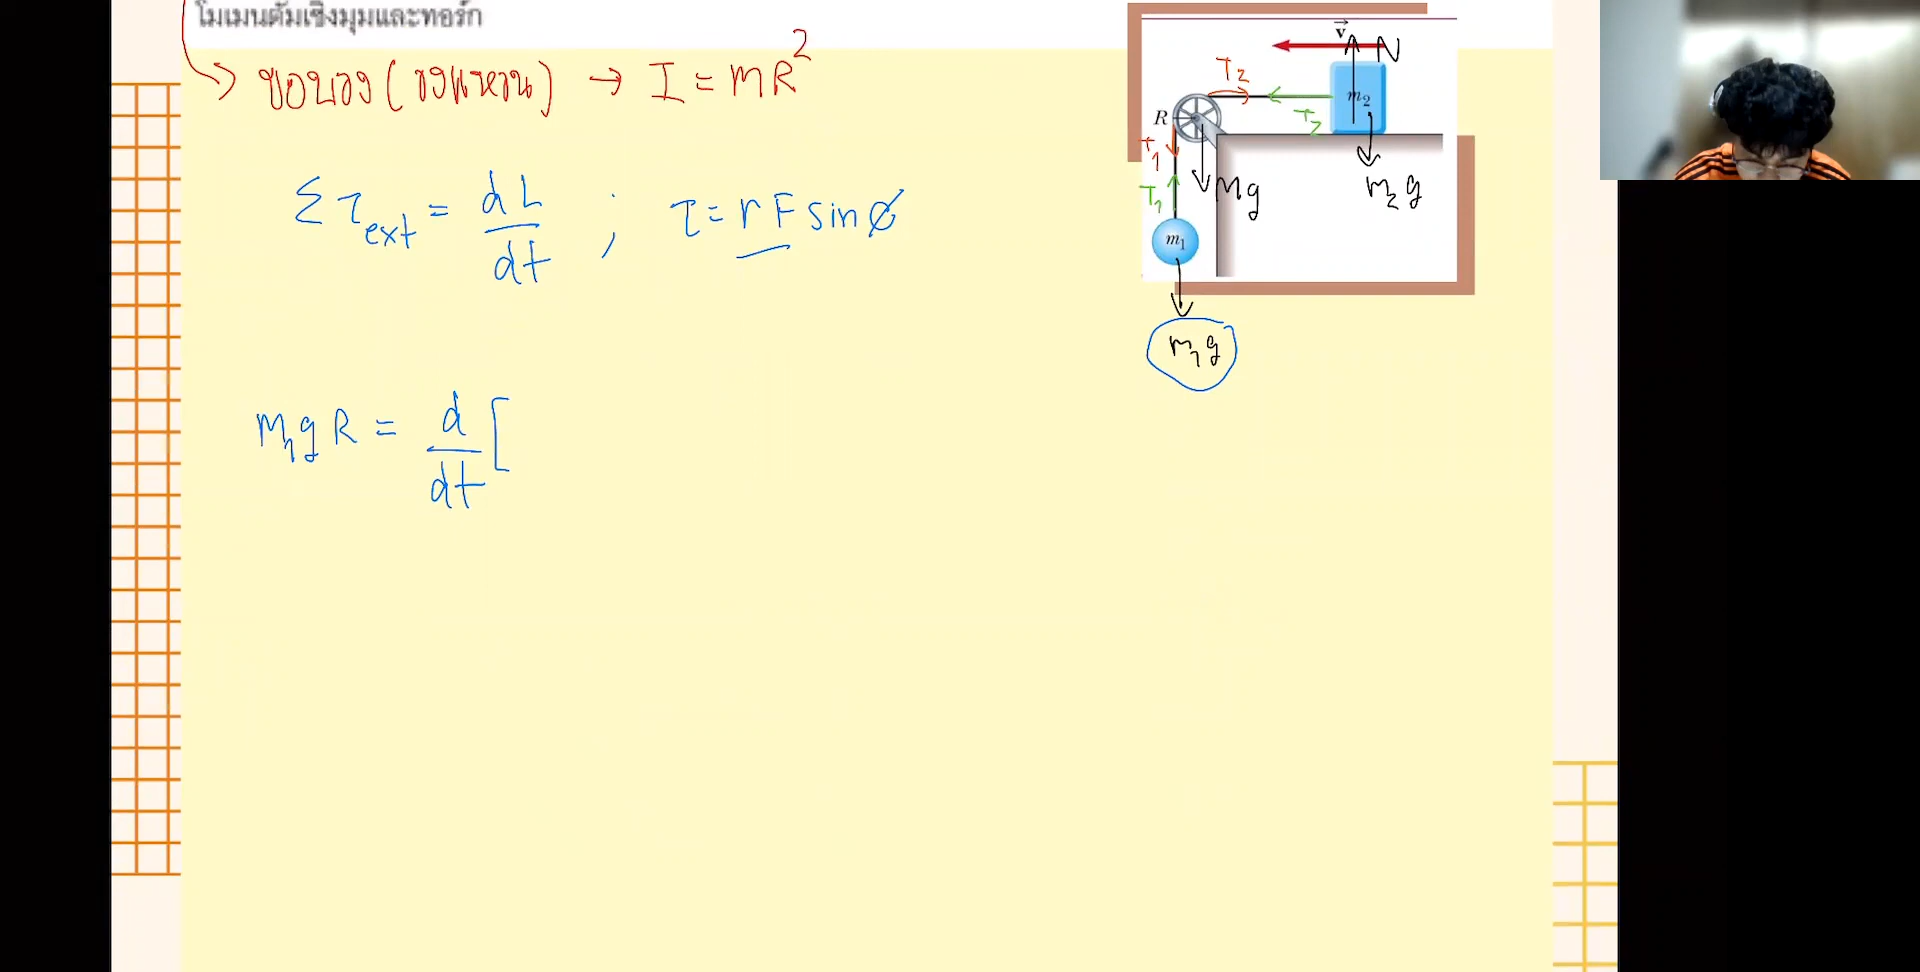 โมเมนตัมเชิงมุมและทอร์ก
ขอบวง (วงแหวน) → I = MR²
Στext = dL/dt ; τ = rF sin φ
m₁gR = d/dt [
v N
T₂
m₂
R T₂
T₁ Mg m₂g
T₁
m₁
m₁g